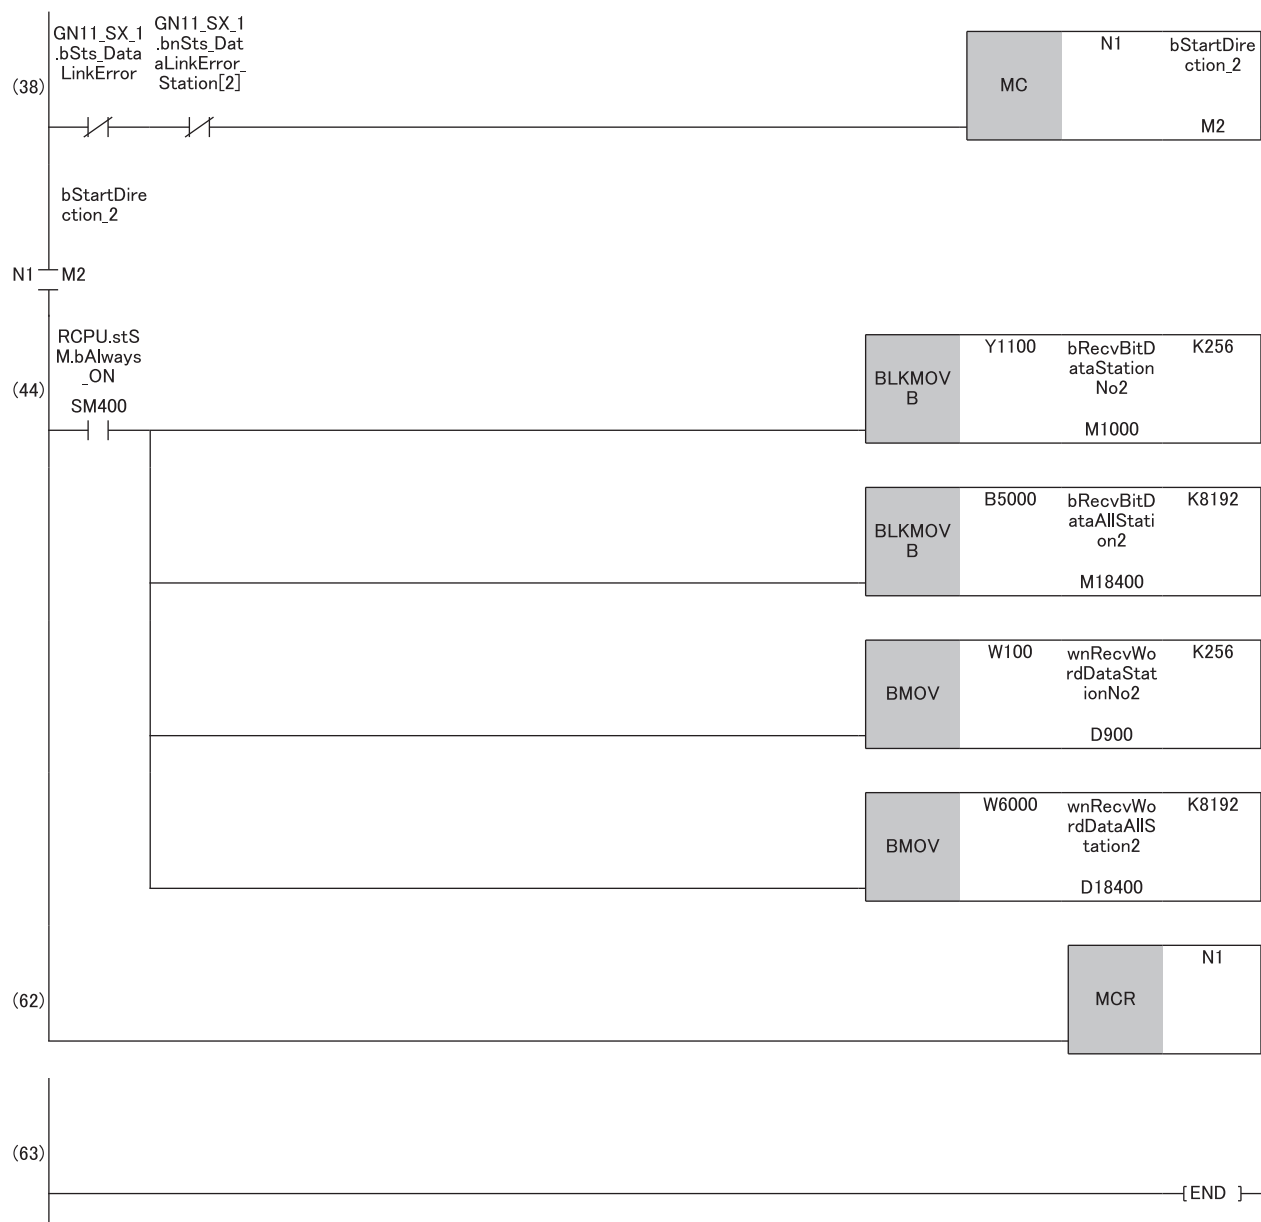 GN11_SX_1
.bSts_Data
LinkError
GN11_SX_1
.bnSts_Dat
aLinkError_
Station[2]
(38)
MC
N1
bStartDire
ction_2
M2
bStartDire
ction_2
N1
M2
RCPU.stS
M.bAlways
_ON
SM400
(44)
BLKMOV
B
Y1100
bRecvBitD
ataStation
No2
M1000
K256
BLKMOV
B
B5000
bRecvBitD
ataAllStati
on2
M18400
K8192
BMOV
W100
wnRecvWo
rdDataStat
ionNo2
D900
K256
BMOV
W6000
wnRecvWo
rdDataAllS
tation2
D18400
K8192
(62)
MCR
N1
(63)
[END ]